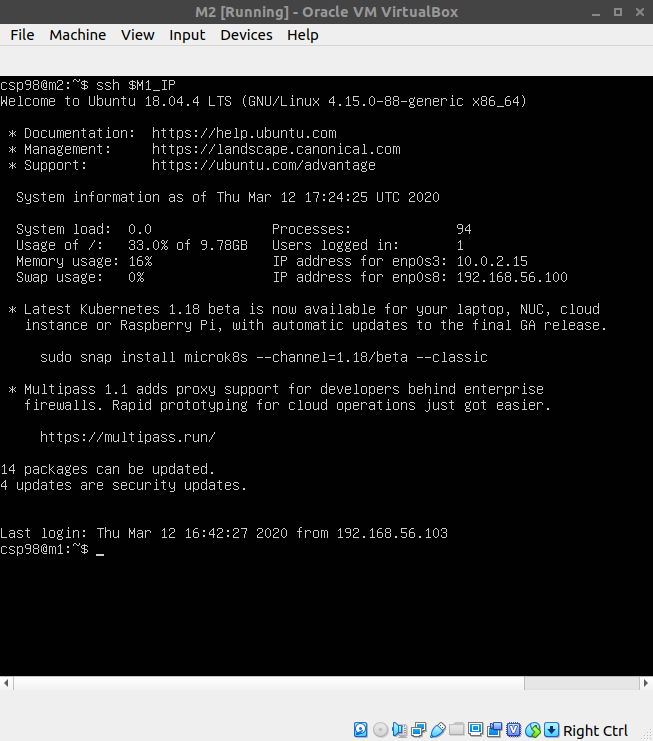 M2 [Running] - Oracle VM VirtualBox
File Machine View Input Devices Help
csp98@m2:~$ ssh $M1_IP
Welcome to Ubuntu 18.04.4 LTS (GNU/Linux 4.15.0-88-generic x86_64)
* Documentation: https://help.ubuntu.com
* Management: https://landscape.canonical.com
* Support: https://ubuntu.com/advantage
System information as of Thu Mar 12 17:24:25 UTC 2020
System load: 0.0 Processes: 94
Usage of /: 33.0% of 9.78GB Users logged in: 1
Memory usage: 16% IP address for enp0s3: 10.0.2.15
Swap usage: 0% IP address for enp0s8: 192.168.56.100
* Latest Kubernetes 1.18 beta is now available for your laptop, NUC, cloud
instance or Raspberry Pi, with automatic updates to the final GA release.
sudo snap install microk8s --channel=1.18/beta --classic
* Multipass 1.1 adds proxy support for developers behind enterprise
firewalls. Rapid prototyping for cloud operations just got easier.
https://multipass.run/
14 packages can be updated.
4 updates are security updates.
Last login: Thu Mar 12 16:42:27 2020 from 192.168.56.103
csp98@m1:~$ _
Right Ctrl